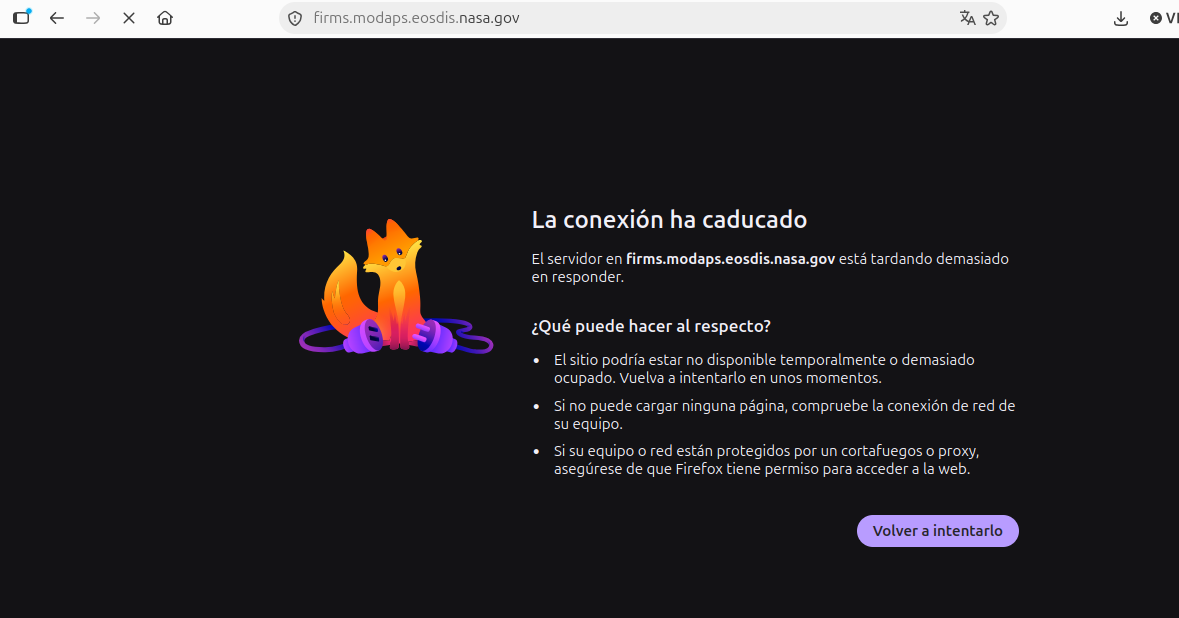 firms.modaps.eosdis.nasa.gov
La conexión ha caducado
El servidor en firms.modaps.eosdis.nasa.gov está tardando demasiado
en responder.
¿Qué puede hacer al respecto?
• El sitio podría estar no disponible temporalmente o demasiado
ocupado. Vuelva a intentarlo en unos momentos.
• Si no puede cargar ninguna página, compruebe la conexión de red de
su equipo.
• Si su equipo o red están protegidos por un cortafuegos o proxy,
asegúrese de que Firefox tiene permiso para acceder a la web.
Volver a intentarlo